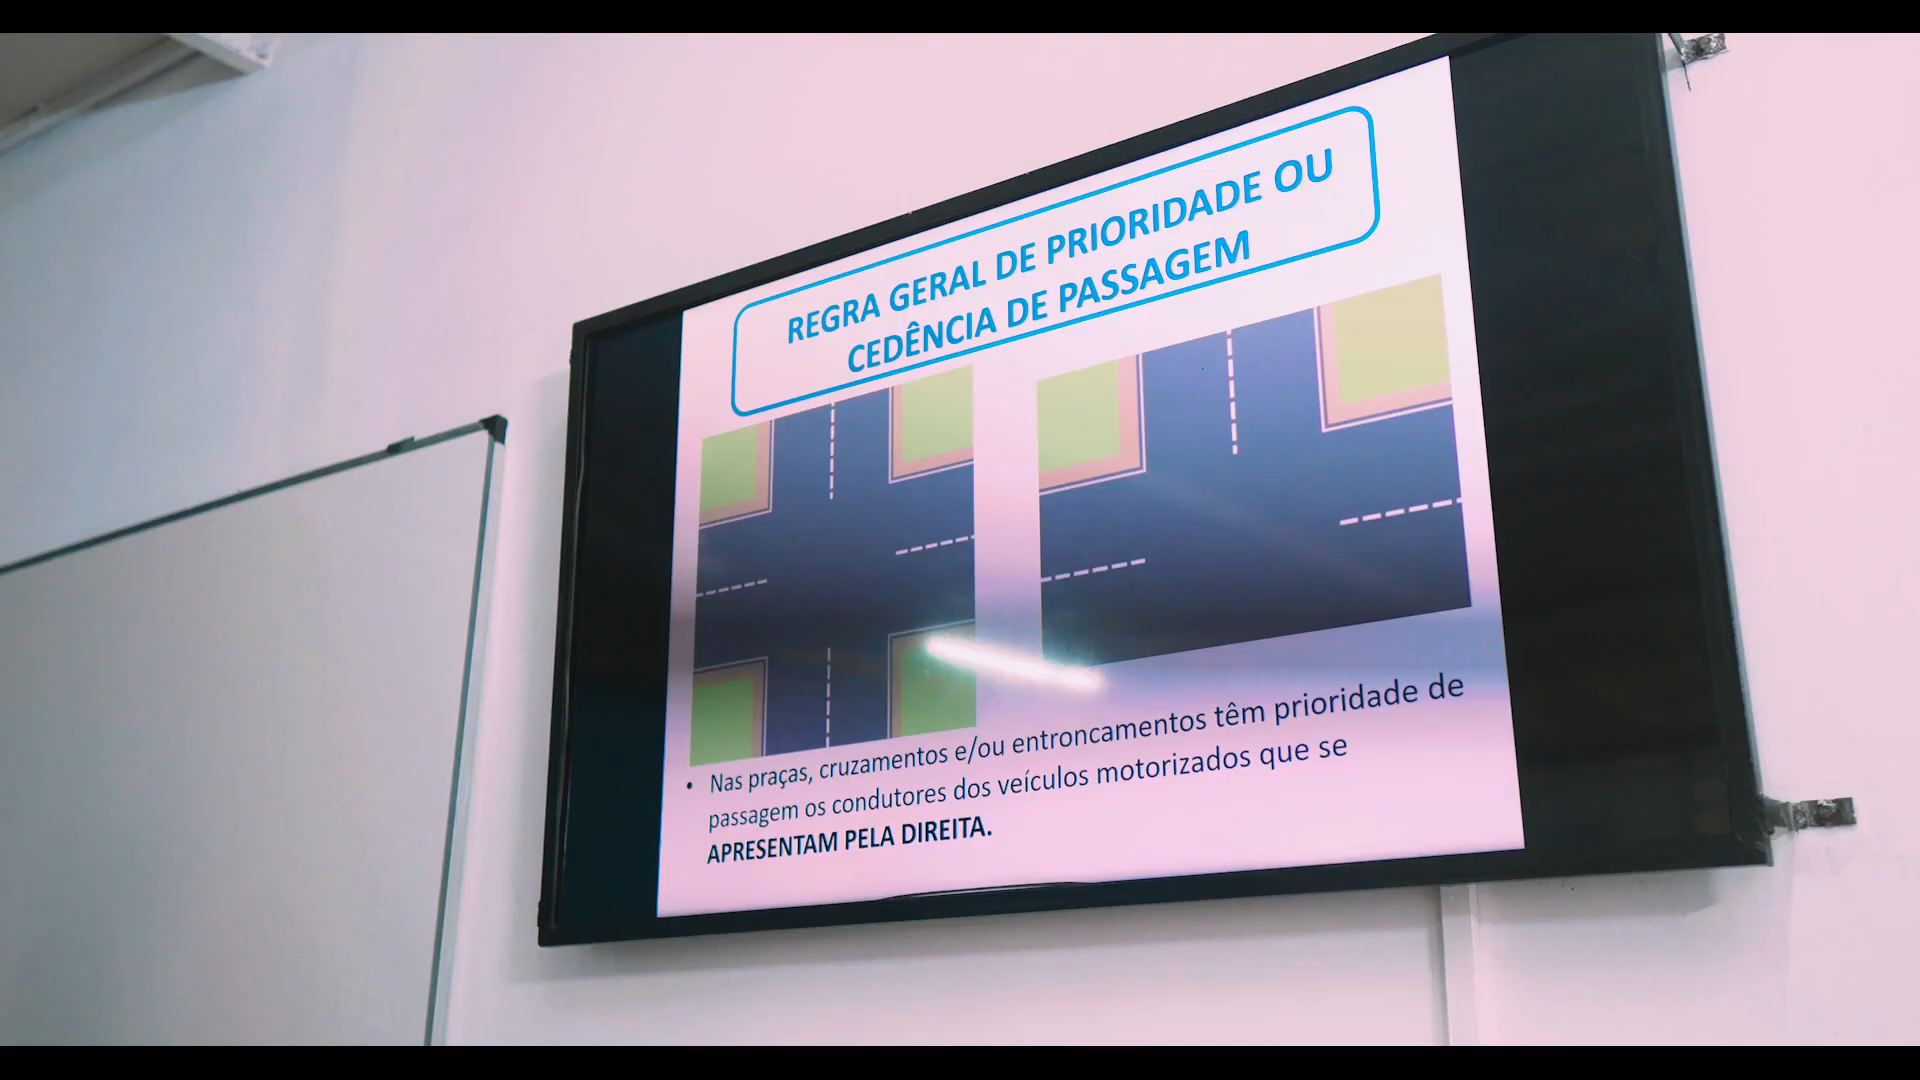 REGRA GERAL DE PRIORIDADE OU
CEDÊNCIA DE PASSAGEM
• Nas praças, cruzamentos e/ou entroncamentos têm prioridade de
passagem os condutores dos veículos motorizados que se
APRESENTAM PELA DIREITA.